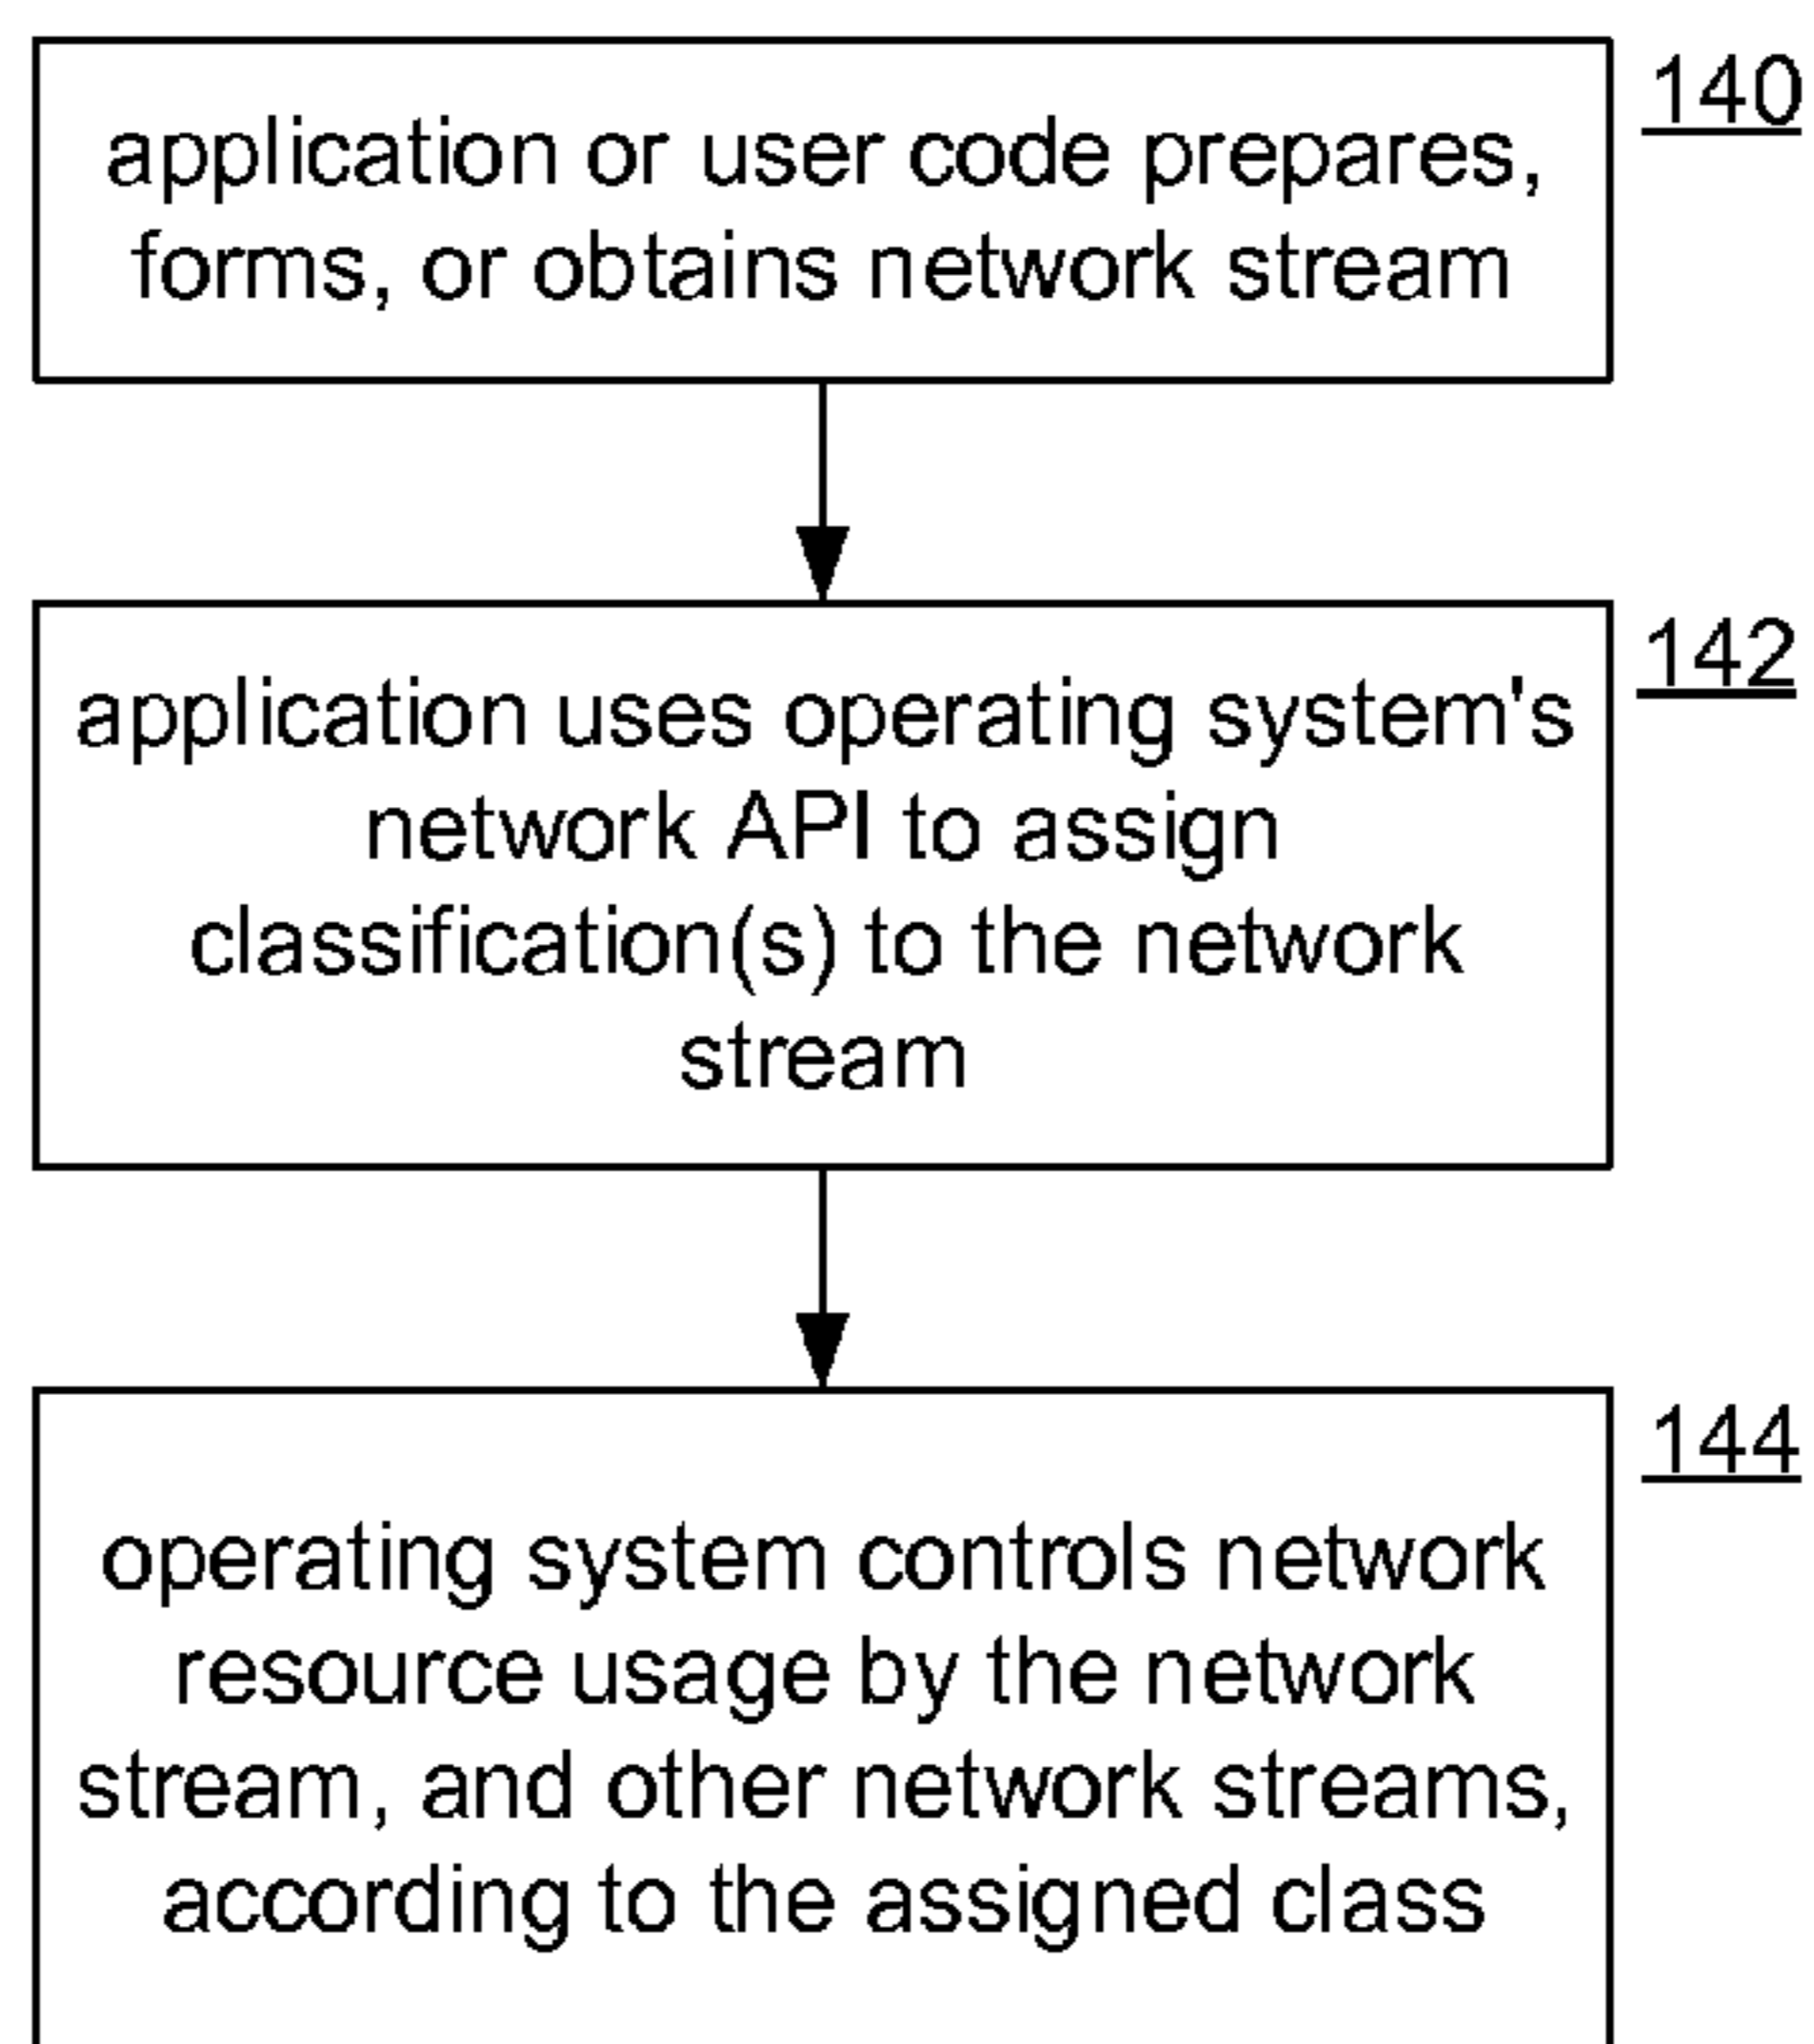 140
application or user code prepares,
forms, or obtains network stream
142
application uses operating system's
network API to assign
classification(s) to the network
stream
144
operating system controls network
resource usage by the network
stream, and other network streams,
according to the assigned class